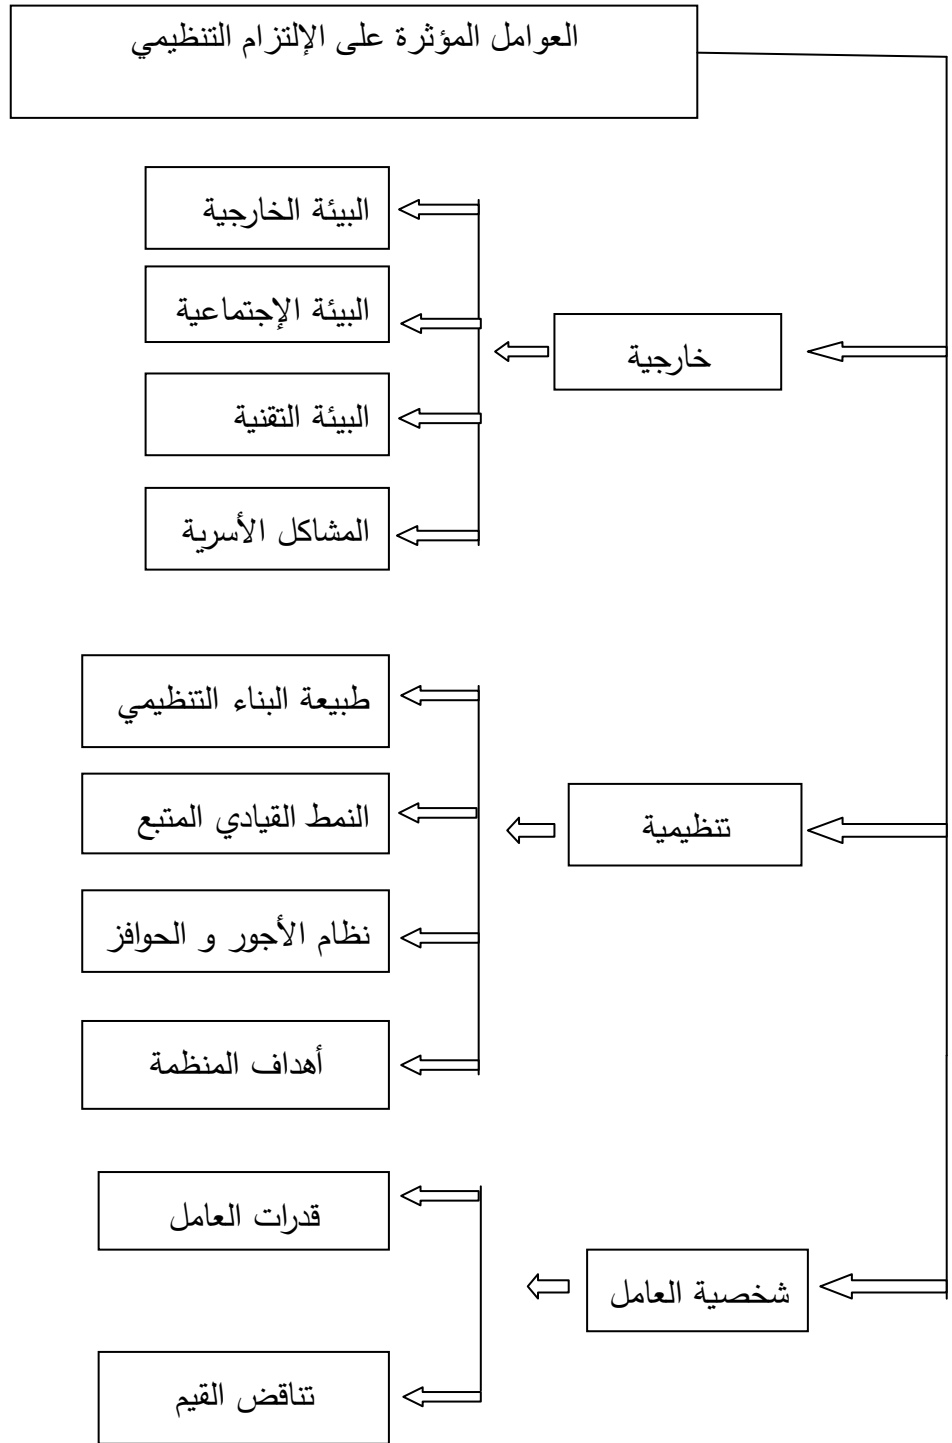 العوامل المؤثرة على الإلتزام التنظيمي
خارجية
البيئة الخارجية
البيئة الإجتماعية
البيئة التقنية
المشاكل الأسرية
تنظيمية
طبيعة البناء التنظيمي
النمط القيادي المتبع
نظام الأجور و الحوافز
أهداف المنظمة
شخصية العامل
قدرات العامل
تناقض القيم